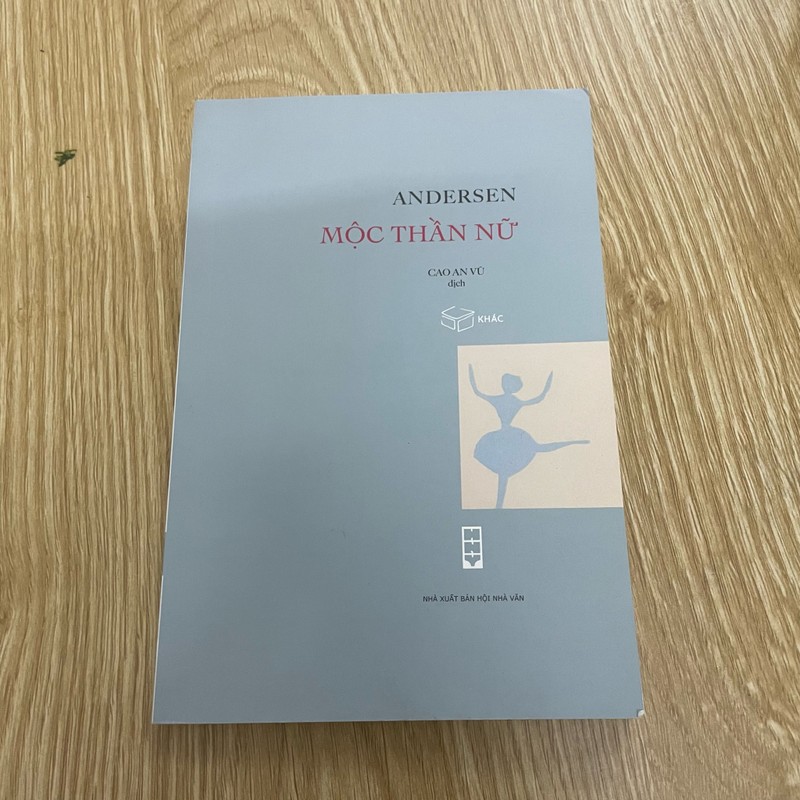 ANDERSEN
MỘC THẦN NỮ
CAO AN VŨ
dịch
KHÁC
NHÀ XUẤT BẢN HỘI NHÀ VĂN